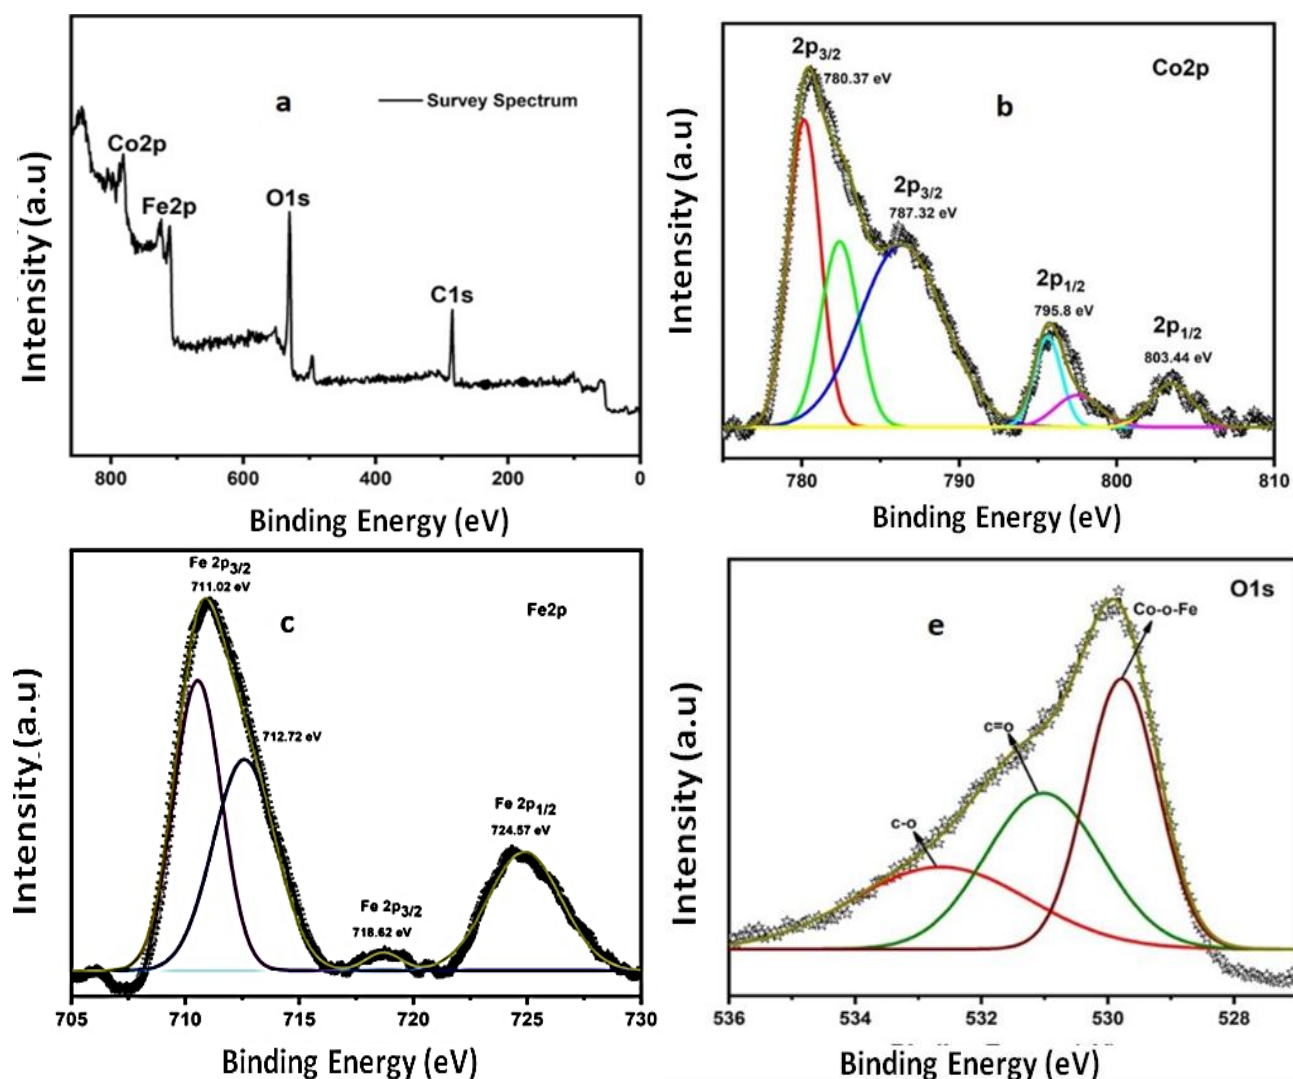 a
Survey Spectrum
Co2p
Fe2p
O1s
C1s
Intensity (a.u)
800
600
400
200
0
Binding Energy (eV)
2p3/2
780.37 eV
Co2p
b
2p3/2
787.32 eV
2p1/2
795.8 eV
2p1/2
803.44 eV
Intensity (a.u)
780
790
800
810
Binding Energy (eV)
Fe 2p3/2
711.02 eV
c
Fe2p
712.72 eV
Fe 2p1/2
724.57 eV
Fe 2p3/2
718.62 eV
Intensity (a.u)
705
710
715
720
725
730
Binding Energy (eV)
O1s
Co-o-Fe
e
c=o
c-o
Intensity (a.u)
536
534
532
530
528
Binding Energy (eV)